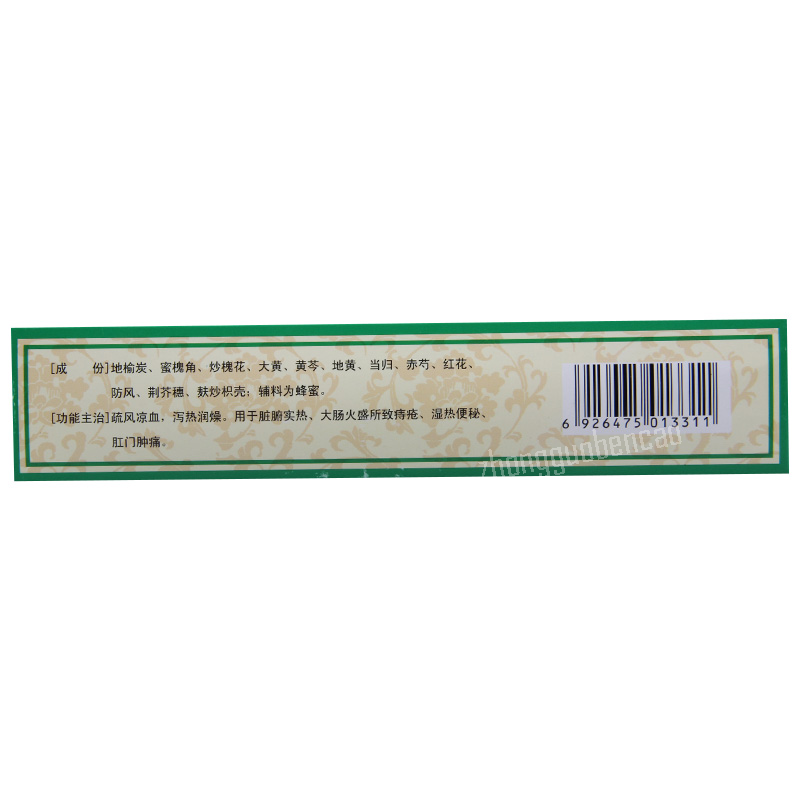 [成 份]地榆炭、蜜槐角、炒槐花、大黄、黄芩、地黄、当归、赤芍、红花、
防风、荆芥穗、麸炒枳壳；辅料为蜂蜜。
[功能主治]疏风凉血，泻热润燥。用于脏腑实热、大肠火盛所致痔疮、湿热便秘、
肛门肿痛。
6 926475 013311
zhongguobencao